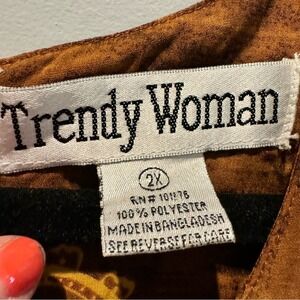 Trendy Woman
2X
RN# 101176
100% POLYESTER
MADE IN BANGLADESH
SEE REVERSE FOR CARE